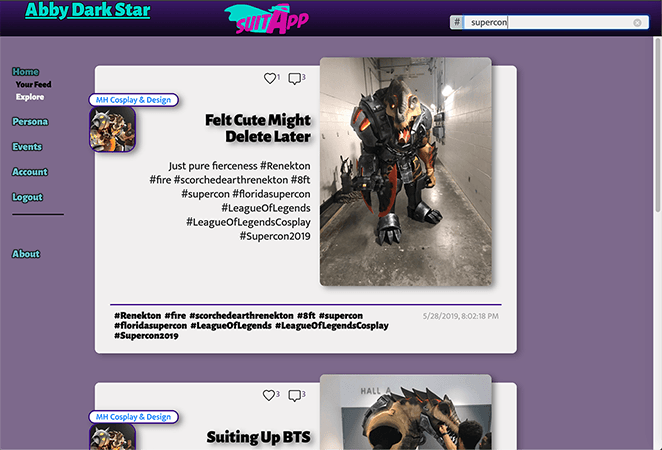 Abby Dark Star
SUITAPP
# supercon
Home
Your Feed
Explore
Persona
Events
Account
Logout
About
1 3
MH Cosplay & Design
Felt Cute Might
Delete Later
Just pure fierceness #Renekton
#fire #scorchedearthrenekton #8ft
#supercon #floridasupercon
#LeagueOfLegends
#LeagueOfLegendsCosplay
#Supercon2019
#Renekton #fire #scorchedearthrenekton #8ft #supercon
#floridasupercon #LeagueOfLegends #LeagueOfLegendsCosplay
#Supercon2019
5/28/2019, 8:02:18 PM
3 3
MH Cosplay & Design
Suiting Up BTS
HALL A